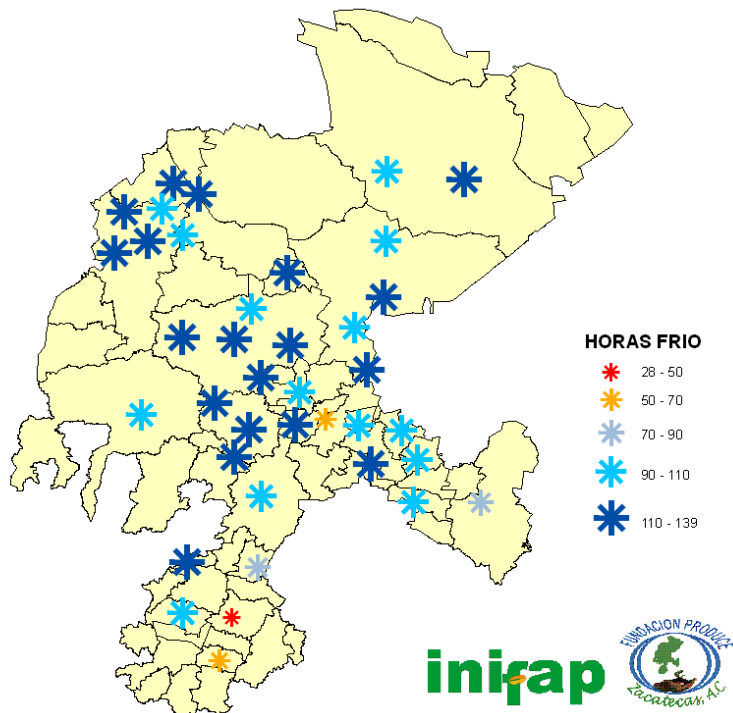 HORAS FRIO
28 - 50
50 - 70
70 - 90
90 - 110
110 - 139
inifap
FUNDACION PRODUCE
Zacatecas, A.C.